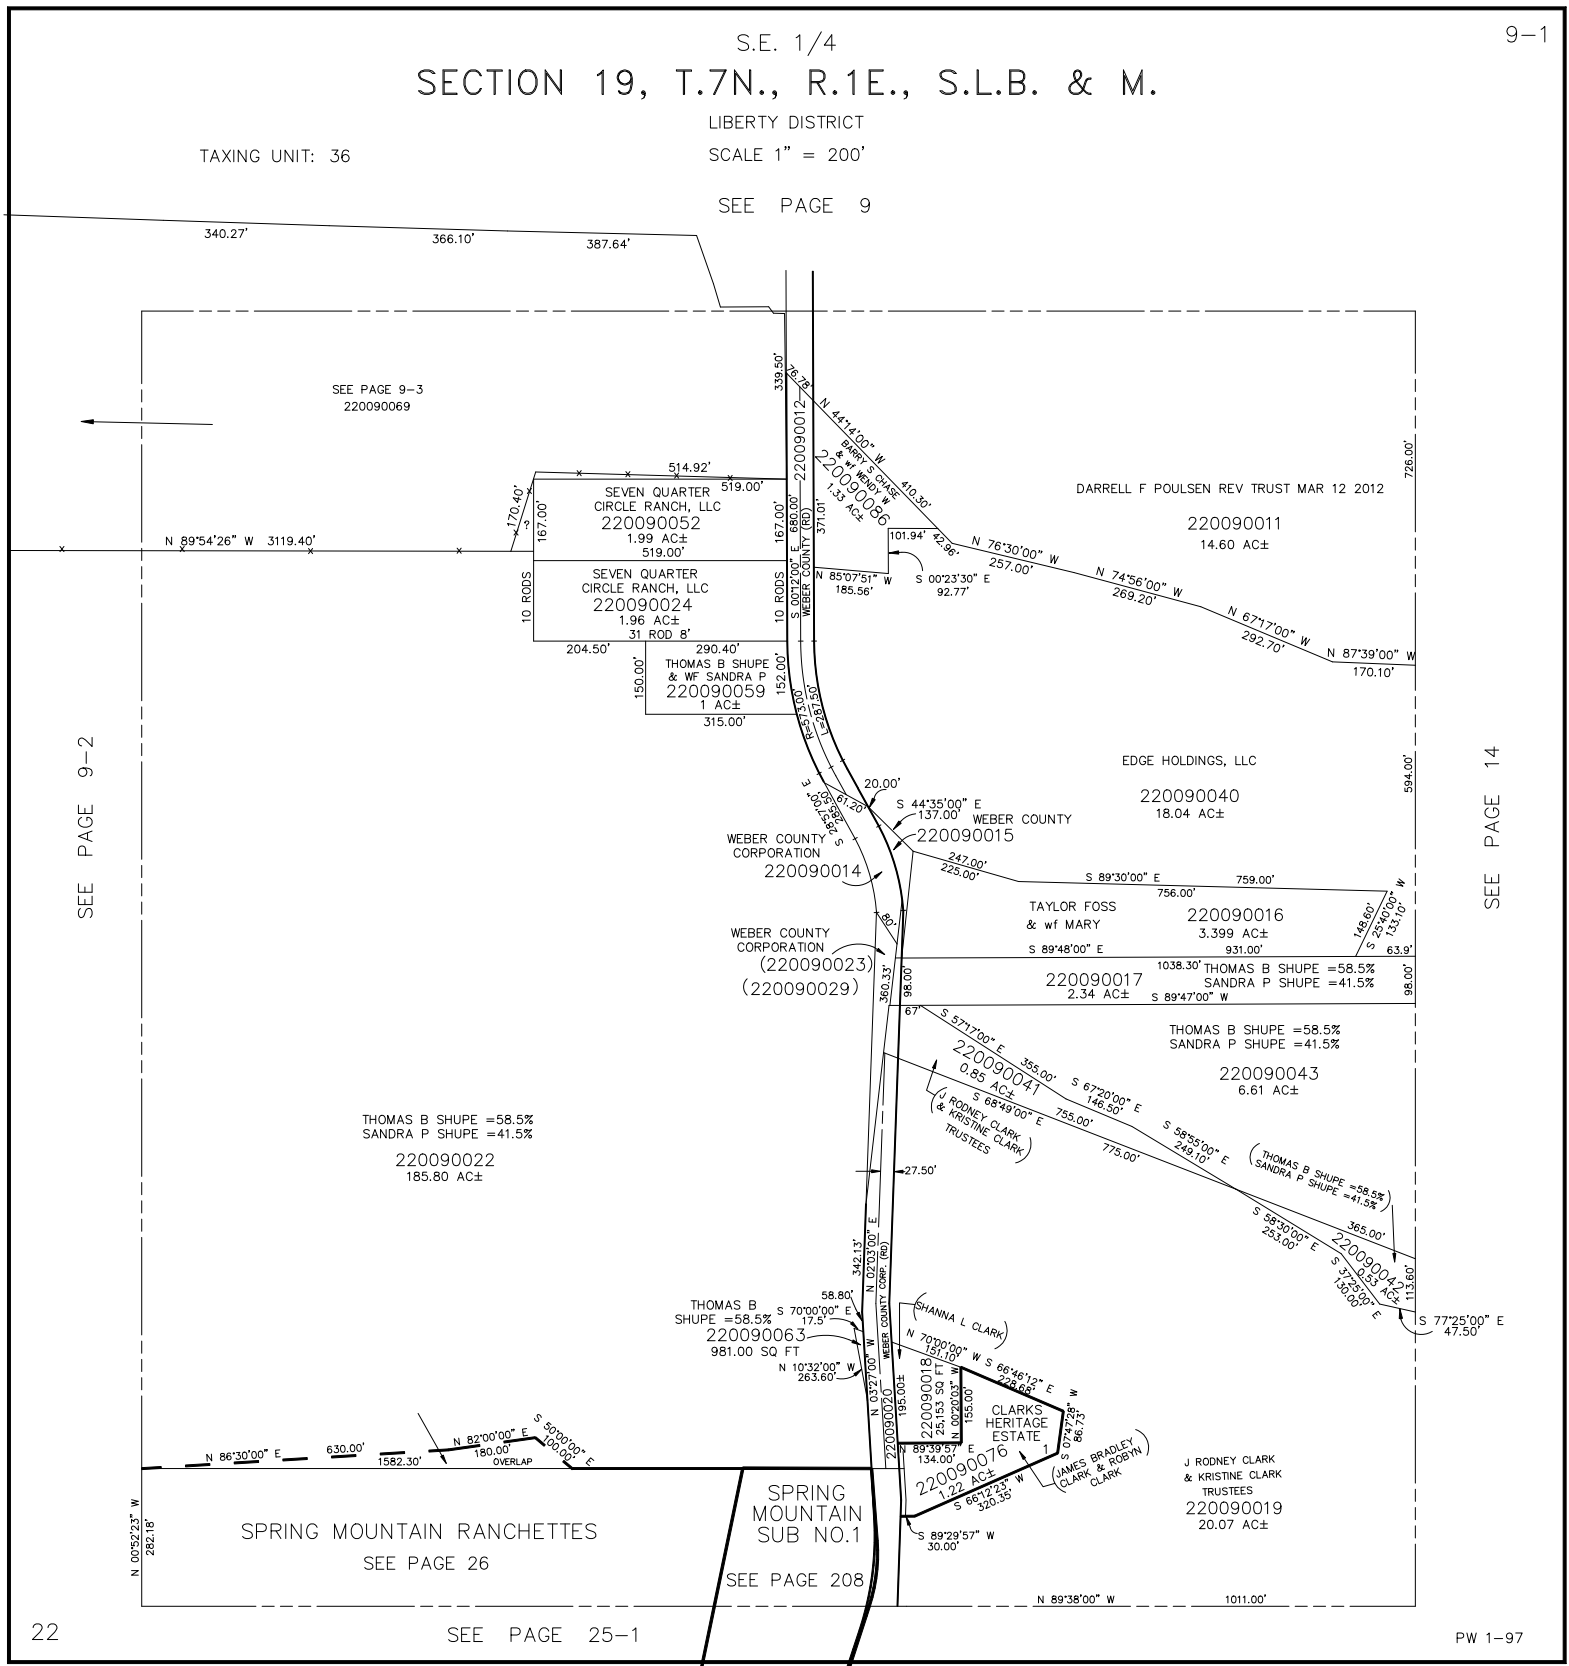 9-1
S.E. 1/4
SECTION 19, T.7N., R.1E., S.L.B. & M.
LIBERTY DISTRICT
TAXING UNIT: 36
SCALE 1" = 200'
SEE PAGE 9
340.27'
366.10'
387.64'
339.50'
76.78'
N 44°14'00" W
410.30'
SEE PAGE 9-3
220090069
220090012
BARRY S CHASE
& wf WENDY W
220090086
1.33 AC±
726.00'
514.92'
519.00'
170.40'
?
167.00'
SEVEN QUARTER
CIRCLE RANCH, LLC
220090052
1.99 AC±
519.00'
167.00'
680.00'
S 00°12'00" E
WEBER COUNTY (RD)
371.01'
DARRELL F POULSEN REV TRUST MAR 12 2012
220090011
14.60 AC±
101.94'
42.96'
N 89°54'26" W 3119.40'
N 76°30'00" W
257.00'
N 85°07'51" W
185.56'
S 00°23'30" E
92.77'
N 74°56'00" W
269.20'
N 67°17'00" W
292.70'
N 87°39'00" W
170.10'
10 RODS
SEVEN QUARTER
CIRCLE RANCH, LLC
220090024
1.96 AC±
31 ROD 8'
10 RODS
204.50'
290.40'
150.00'
THOMAS B SHUPE
& WF SANDRA P
220090059
1 AC±
315.00'
152.00'
R=573.00'
L=287.50'
SEE PAGE 9-2
SEE PAGE 14
EDGE HOLDINGS, LLC
220090040
18.04 AC±
594.00'
61.20'
20.00'
S 28°57'00" E
285.50'
S 44°35'00" E
137.00'
WEBER COUNTY
220090015
WEBER COUNTY
CORPORATION
220090014
247.00'
225.00'
S 89°30'00" E
759.00'
756.00'
TAYLOR FOSS
& wf MARY
220090016
3.399 AC±
148.60'
S 25°40'00" W
133.10'
80'
WEBER COUNTY
CORPORATION
(220090023)
(220090029)
S 89°48'00" E
931.00'
63.9'
360.33'
98.00'
220090017
2.34 AC±
1038.30'
THOMAS B SHUPE =58.5%
SANDRA P SHUPE =41.5%
98.00'
S 89°47'00" W
67'
S 57°17'00" E
355.00'
THOMAS B SHUPE =58.5%
SANDRA P SHUPE =41.5%
220090043
6.61 AC±
220090041
0.85 AC±
S 67°20'00" E
146.50'
S 68°49'00" E
755.00'
775.00'
(J RODNEY CLARK
& KRISTINE CLARK
TRUSTEES)
S 58°55'00" E
249.10'
(THOMAS B SHUPE =58.5%
SANDRA P SHUPE =41.5%)
THOMAS B SHUPE =58.5%
SANDRA P SHUPE =41.5%
220090022
185.80 AC±
27.50'
S 58°30'00" E
253.00'
365.00'
220090042
0.53 AC±
113.60'
S 37°25'00" E
130.00'
S 77°25'00" E
47.50'
342.13'
N 02°03'00" E
WEBER COUNTY CORP. (RD)
58.80'
S 70°00'00" E
17.5'
THOMAS B
SHUPE =58.5%
220090063
981.00 SQ FT
N 10°32'00" W
263.60'
N 03°27'00" W
(SHANNA L CLARK)
N 70°00'00" W
151.10'
S 66°46'12" E
228.68'
220090020
195.00±
220090018
25,153 SQ FT
N 00°20'03" W
155.00'
CLARKS
HERITAGE
ESTATE
1
S 07°47'28" W
86.73'
N 89°39'57" E
134.00'
220090076
1.22 AC±
S 66°12'23" W
320.35'
(JAMES BRADLEY
CLARK & ROBYN
CLARK)
J RODNEY CLARK
& KRISTINE CLARK
TRUSTEES
220090019
20.07 AC±
S 89°29'57" W
30.00'
N 86°30'00" E
630.00'
1582.30'
N 82°00'00" E
180.00'
OVERLAP
S 50°00'00" E
100.00'
N 00°52'23" W
282.18'
SPRING MOUNTAIN RANCHETTES
SEE PAGE 26
SPRING
MOUNTAIN
SUB NO.1
SEE PAGE 208
N 89°38'00" W
1011.00'
22
SEE PAGE 25-1
PW 1-97